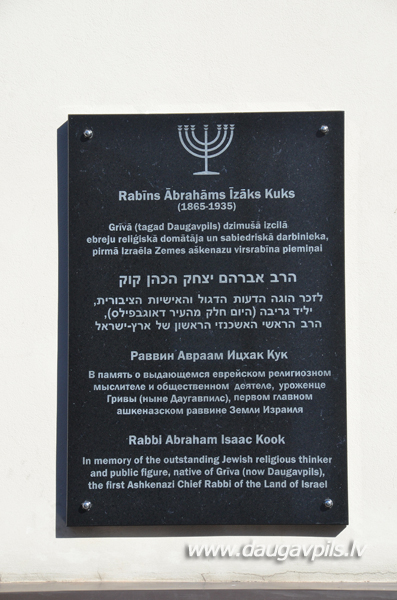 Rabīns Ābrahāms Īzāks Kuks
(1865-1935)
Grīvā (tagad Daugavpils) dzimušā izcilā
ebreju reliģiskā domātāja un sabiedriskā darbinieka,
pirmā Izraēla Zemes aškenazu virsrabīna piemiņai
הרב אברהם יצחק הכהן קוק
לזכר הוגה הדעות הדגול והאישיות הציבורית,
יליד גריבה (היום חלק מהעיר דאוגבפילס),
הרב הראשי האשכנזי הראשון של ארץ-ישראל
Раввин Авраам Ицхак Кук
В память о выдающемся еврейском религиозном
мыслителе и общественном деятеле, уроженце
Гривы (ныне Даугавпилс), первом главном
ашкеназском раввине Земли Израиля
Rabbi Abraham Isaac Kook
In memory of the outstanding Jewish religious thinker
and public figure, native of Grīva (now Daugavpils),
the first Ashkenazi Chief Rabbi of the Land of Israel
www.daugavpils.lv